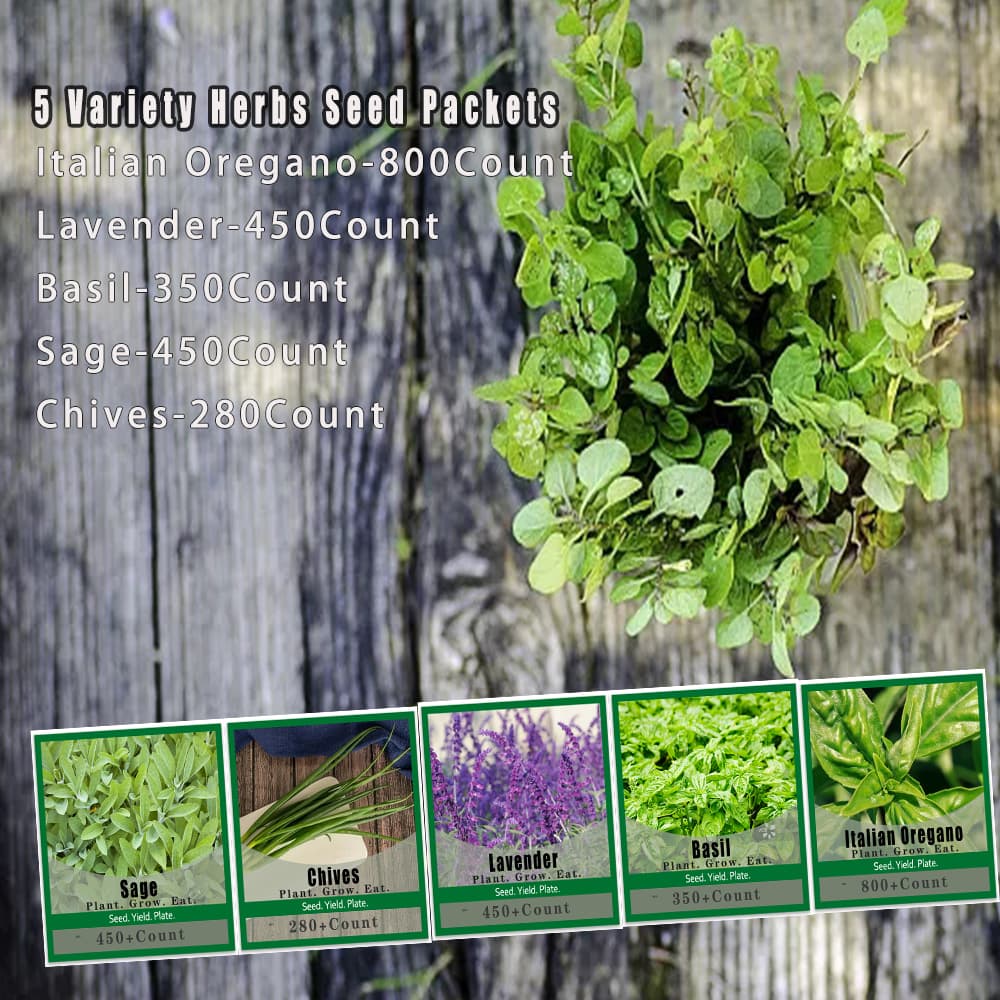 5 Variety Herbs Seed Packets
Italian Oregano-800Count
Lavender-450Count
Basil-350Count
Sage-450Count
Chives-280Count
Sage
Plant. Grow. Eat.
Seed. Yield. Plate.
- 450+Count
Chives
Plant. Grow. Eat.
Seed. Yield. Plate.
- 280+Count
Lavender
Plant. Grow. Eat.
Seed. Yield. Plate.
- 450+Count
Basil
Plant. Grow. Eat.
Seed. Yield. Plate.
- 350+Count
Italian Oregano
Plant. Grow. Eat.
Seed. Yield. Plate.
- 800+Count